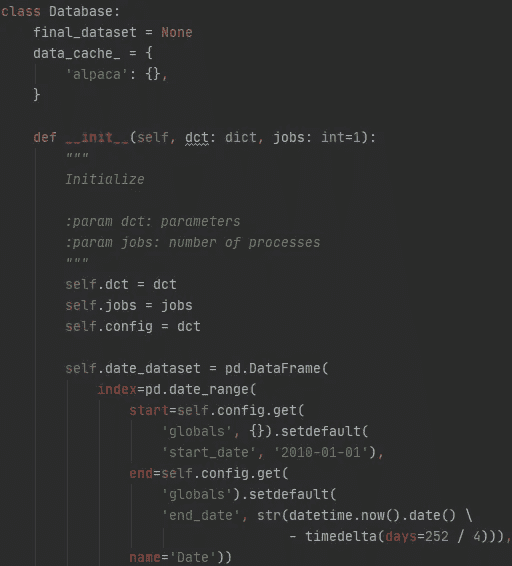 class Database:
    final_dataset = None
    data_cache_ = {
        'alpaca': {},
    }

    def __init__(self, dct: dict, jobs: int=1):
        """
        Initialize

        :param dct: parameters
        :param jobs: number of processes
        """
        self.dct = dct
        self.jobs = jobs
        self.config = dct

        self.date_dataset = pd.DataFrame(
            index=pd.date_range(
                start=self.config.get(
                    'globals', {}).setdefault(
                    'start_date', '2010-01-01'),
                end=self.config.get(
                    'globals').setdefault(
                    'end_date', str(datetime.now().date() \
                                    - timedelta(days=252 / 4))),
                name='Date'))